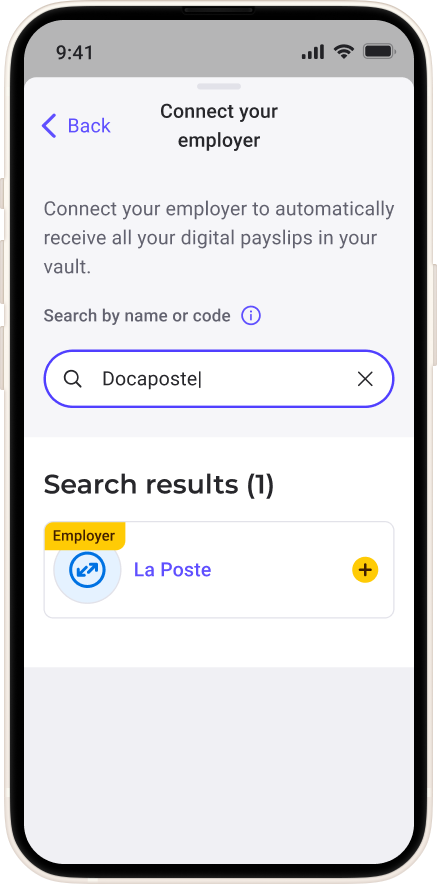 9:41
Back
Connect your
employer
Connect your employer to automatically
receive all your digital payslips in your
vault.
Search by name or code
Docaposte
Search results (1)
Employer
La Poste